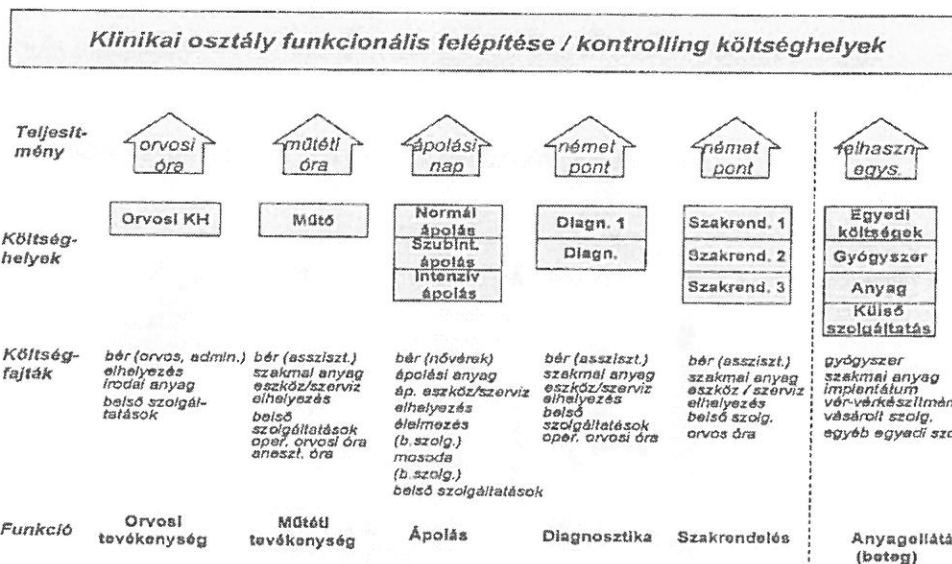 Klinikai osztály funkcionális felépítése / kontrolling költséghelyek
Teljesít-
mény
orvosi
óra
műtéti
óra
ápolási
nap
német
pont
német
pont
felhaszn.
egys.
Költség-
helyek
Orvosi KH
Műtő
Normál
ápolás
Szubint.
ápolás
Intenzív
ápolás
Diagn. 1
Diagn.
Szakrend. 1
Szakrend. 2
Szakrend. 3
Egyedi
költségek
Gyógyszer
Anyag
Külső
szolgáltatás
Költség-
fajták
bér (orvos, admin.)
elhelyezés
irodai anyag
belső szolgál-
tatások
bér (assziszt.)
szakmai anyag
eszköz/szerviz
elhelyezés
belső
szolgáltatások
oper. orvosi óra
aneszt. óra
bér (nővérek)
ápolási anyag
áp. eszköz/szerviz
elhelyezés
élelmezés
(b.szolg.)
mosoda
(b.szolg.)
belső szolgáltatások
bér (assziszt.)
szakmai anyag
eszköz/szerviz
elhelyezés
belső
szolgáltatások
oper. orvosi óra
bér (assziszt.)
szakmai anyag
eszköz / szerviz
elhelyezés
belső szolg.
orvos óra
gyógyszer
szakmai anyag
implantátum
vér-vérkészítmén
vásárolt szolg.
egyéb egyedi szo
Funkció
Orvosi
tevékenység
Műtéti
tevékenység
Ápolás
Diagnosztika
Szakrendelés
Anyagellátá
(beteg)